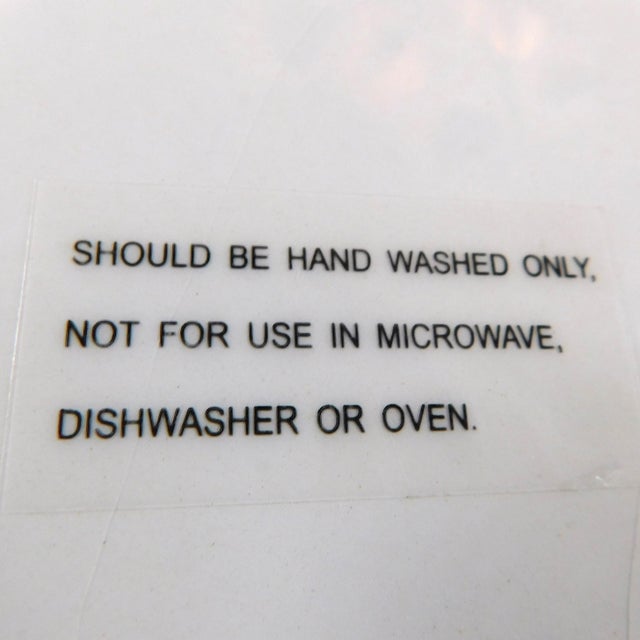 SHOULD BE HAND WASHED ONLY,
NOT FOR USE IN MICROWAVE,
DISHWASHER OR OVEN.